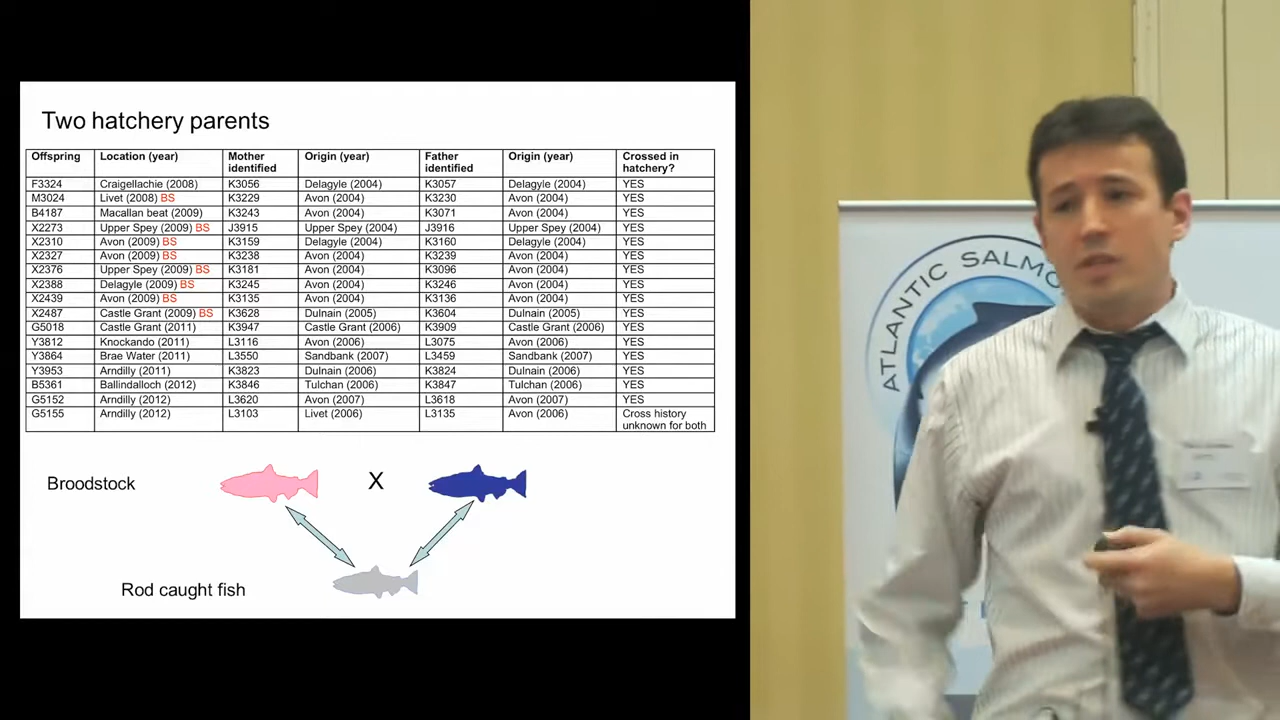 Two hatchery parents
Offspring Location (year) Mother identified Origin (year) Father identified Origin (year) Crossed in hatchery?
F3324 Craigellachie (2008) K3056 Delagyle (2004) K3057 Delagyle (2004) YES
M3024 Livet (2008) BS K3229 Avon (2004) K3230 Avon (2004) YES
B4187 Macallan beat (2009) K3243 Avon (2004) K3071 Avon (2004) YES
X2273 Upper Spey (2009) BS J3915 Upper Spey (2004) J3916 Upper Spey (2004) YES
X2310 Avon (2009) BS K3159 Delagyle (2004) K3160 Delagyle (2004) YES
X2327 Avon (2009) BS K3238 Avon (2004) K3239 Avon (2004) YES
X2376 Upper Spey (2009) BS K3181 Avon (2004) K3096 Avon (2004) YES
X2388 Delagyle (2009) BS K3245 Avon (2004) K3246 Avon (2004) YES
X2439 Avon (2009) BS K3135 Avon (2004) K3136 Avon (2004) YES
X2487 Castle Grant (2009) BS K3628 Dulnain (2005) K3604 Dulnain (2005) YES
G5018 Castle Grant (2011) K3947 Castle Grant (2006) K3909 Castle Grant (2006) YES
Y3812 Knockando (2011) L3116 Avon (2006) L3075 Avon (2006) YES
Y3864 Brae Water (2011) L3550 Sandbank (2007) L3459 Sandbank (2007) YES
Y3953 Arndilly (2011) K3823 Dulnain (2006) K3824 Dulnain (2006) YES
B5361 Ballindalloch (2012) K3846 Tulchan (2006) K3847 Tulchan (2006) YES
G5152 Arndilly (2012) L3620 Avon (2007) L3618 Avon (2007) YES
G5155 Arndilly (2012) L3103 Livet (2006) L3135 Avon (2006) Cross history unknown for both
Broodstock X
Rod caught fish
ATLANTIC SALMO